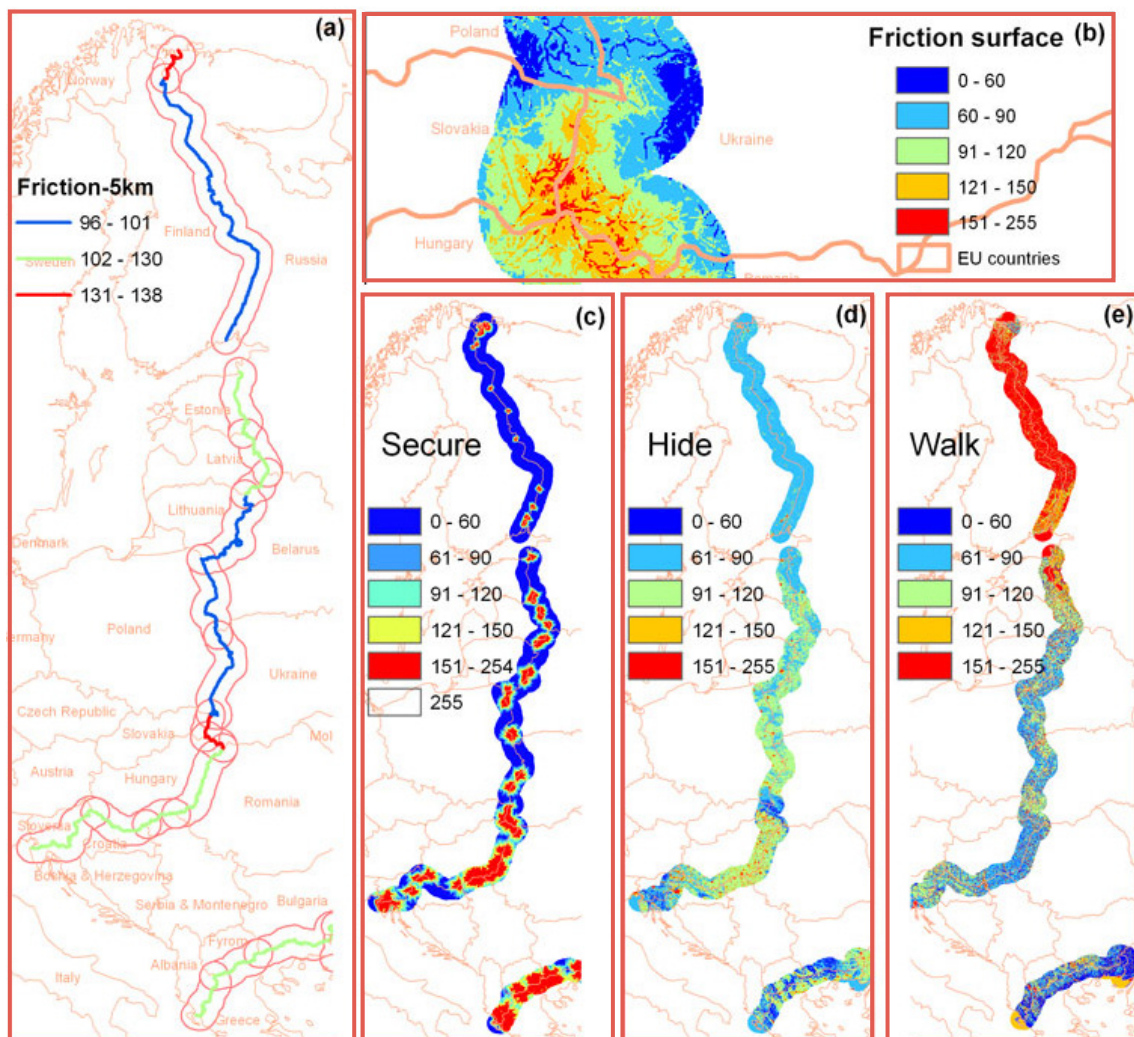 (a)
Norway
Friction-5km
96 - 101
Finland
102 - 130
Sweden
Russia
131 - 138
Estonia
Latvia
Lithuania
Denmark
Belarus
Germany
Poland
Ukraine
Czech Republic
Slovakia
Mol
Austria
Hungary
Romania
Slovenia
Croatia
Bosnia & Herzegovina
Serbia & Montenegro
Bulgaria
Fyrom
Albania
Italy
Greece
(b)
Poland
Friction surface
0 - 60
60 - 90
Slovakia
Ukraine
91 - 120
121 - 150
151 - 255
Hungary
EU countries
Romania
(c)
Secure
0 - 60
61 - 90
91 - 120
121 - 150
151 - 254
255
(d)
Hide
0 - 60
61 - 90
91 - 120
121 - 150
151 - 255
(e)
Walk
0 - 60
61 - 90
91 - 120
121 - 150
151 - 255